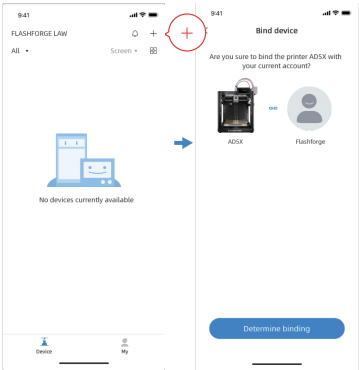 9:41
FLASHFORGE LAW
All
Screen
No devices currently available
Device
My
9:41
Bind device
Are you sure to bind the printer AD5X with
your current account?
AD5X
Flashforge
Determine binding